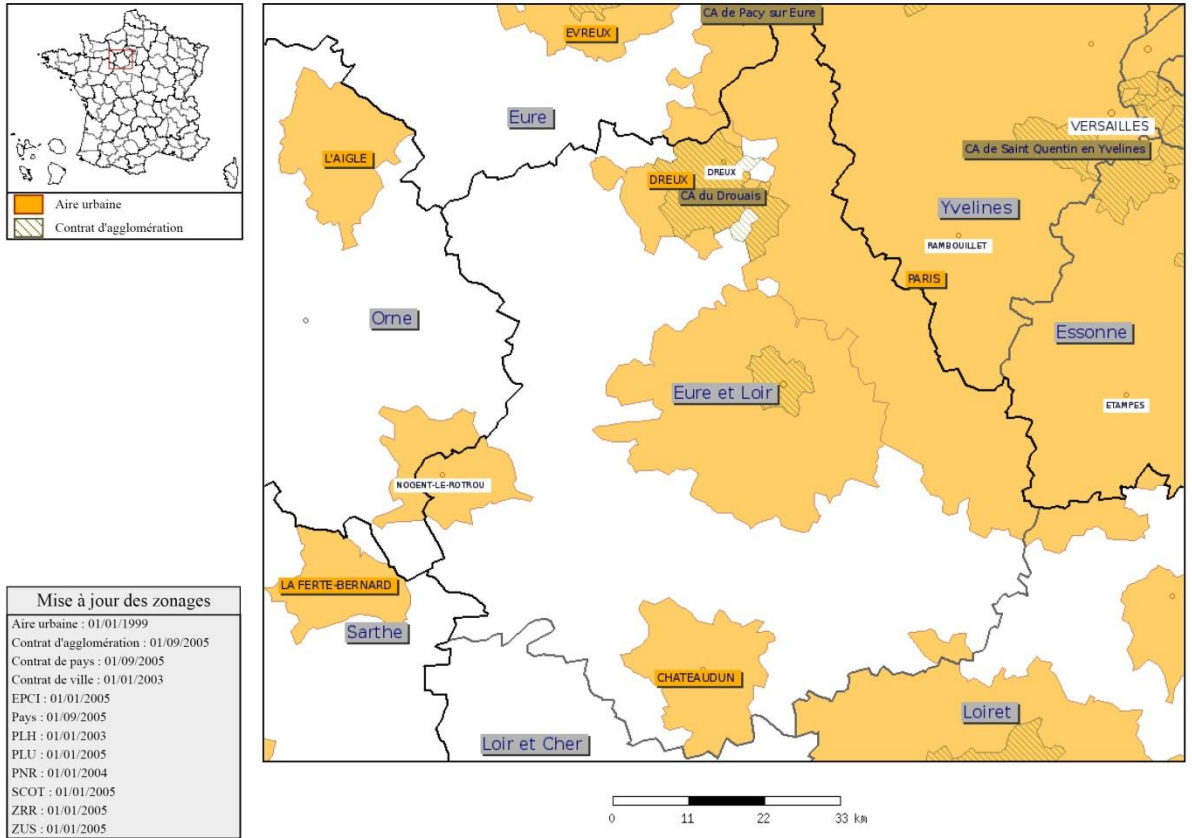 Aire urbaine
Contrat d'agglomération
CA de Pacy sur Eure
EVREUX
Eure
VERSAILLES
L'AIGLE
CA de Saint Quentin en Yvelines
DREUX
DREUX
CA du Drouais
Yvelines
RAMBOUILLET
PARIS
Orne
Essonne
Eure et Loir
ETAMPES
NOGENT-LE-ROTROU
LA FERTE-BERNARD
Sarthe
CHATEAUDUN
Loiret
Loir et Cher
0 11 22 33 km
Mise à jour des zonages
Aire urbaine : 01/01/1999
Contrat d'agglomération : 01/09/2005
Contrat de pays : 01/09/2005
Contrat de ville : 01/01/2003
EPCI : 01/01/2005
Pays : 01/09/2005
PLH : 01/01/2003
PLU : 01/01/2005
PNR : 01/01/2004
SCOT : 01/01/2005
ZRR : 01/01/2005
ZUS : 01/01/2005